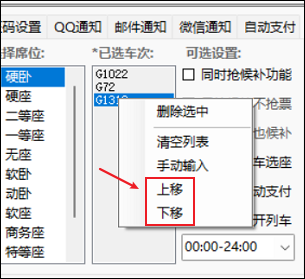 码设置 QQ通知 邮件通知 微信通知 自动支付
择席位: *已选车次: 可选设置:
硬卧
硬座
二等座
一等座
无座
软卧
动卧
软座
商务座
特等座
G1022
G72
G131
删除选中
清空列表
手动输入
上移
下移
同时抢候补功能
不抢票
也候补
车选座
动支付
开列车
00:00-24:00